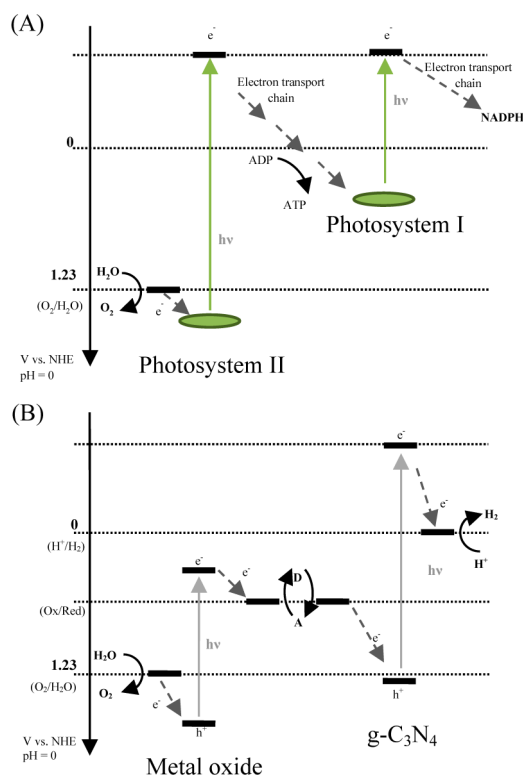 (A)
e-
e-
Electron transport
chain
Electron transport
chain
hν
NADPH
0
ADP
ATP
Photosystem I
hν
1.23
(O2/H2O)
H2O
O2
e-
V vs. NHE
pH = 0
Photosystem II
(B)
e-
e-
H2
0
(H+/H2)
H+
e-
e-
D
hν
(Ox/Red)
A
hν
e-
H2O
1.23
(O2/H2O)
O2
e-
h+
h+
V vs. NHE
pH = 0
g-C3N4
Metal oxide